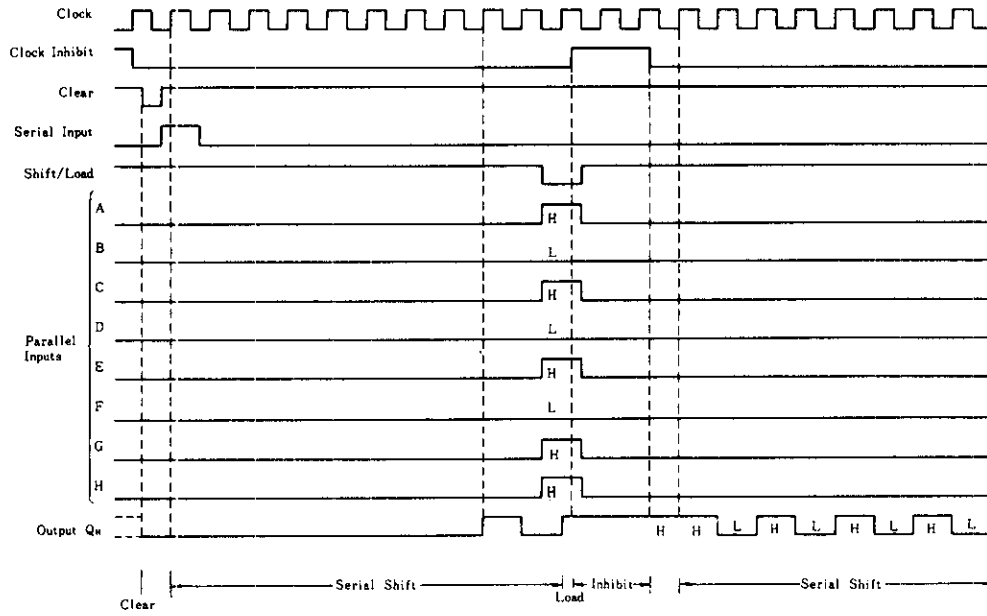 Clock
Clock Inhibit
Clear
Serial Input
Shift/Load
A
H
B
L
C
H
D
L
Parallel
Inputs
E
H
F
L
G
H
H
H
Output QH
H H L H L H L H L
Serial Shift Inhibit Serial Shift
Load
Clear